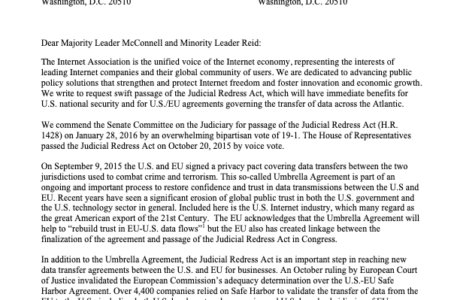 Washington, D.C. 20510 Washington, D.C. 20510
Dear Majority Leader McConnell and Minority Leader Reid:
The Internet Association is the unified voice of the Internet economy, representing the interests of
leading Internet companies and their global community of users. We are dedicated to advancing public
policy solutions that strengthen and protect Internet freedom and foster innovation and economic growth.
We write to request swift passage of the Judicial Redress Act, which will have immediate benefits for
U.S. national security and for U.S./EU agreements governing the transfer of data across the Atlantic.
We commend the Senate Committee on the Judiciary for passage of the Judicial Redress Act (H.R.
1428) on January 28, 2016 by an overwhelming bipartisan vote of 19-1. The House of Representatives
passed the Judicial Redress Act on October 20, 2015 by voice vote.
On September 9, 2015 the U.S. and EU signed a privacy pact covering data transfers between the two
jurisdictions used to combat crime and terrorism. This so-called Umbrella Agreement is part of an
ongoing and important process to restore confidence and trust in data transmissions between the U.S and
EU. Recent years have seen a significant erosion of global public trust in both the U.S. government and
the U.S. technology sector in general. Included here is the U.S. Internet industry, which many regard as
the great American export of the 21st Century. The EU acknowledges that the Umbrella Agreement will
help to “rebuild trust in EU-U.S. data flows”¹ but the EU also has created linkage between the
finalization of the agreement and passage of the Judicial Redress Act in Congress.
In addition to the Umbrella Agreement, the Judicial Redress Act is an important step in reaching new
data transfer agreements between the U.S. and EU for businesses. An October ruling by European Court
of Justice invalidated the European Commission’s adequacy determination over the U.S.-EU Safe
Harbor Agreement. Over 4,400 companies relied on Safe Harbor to validate the transfer of data from the